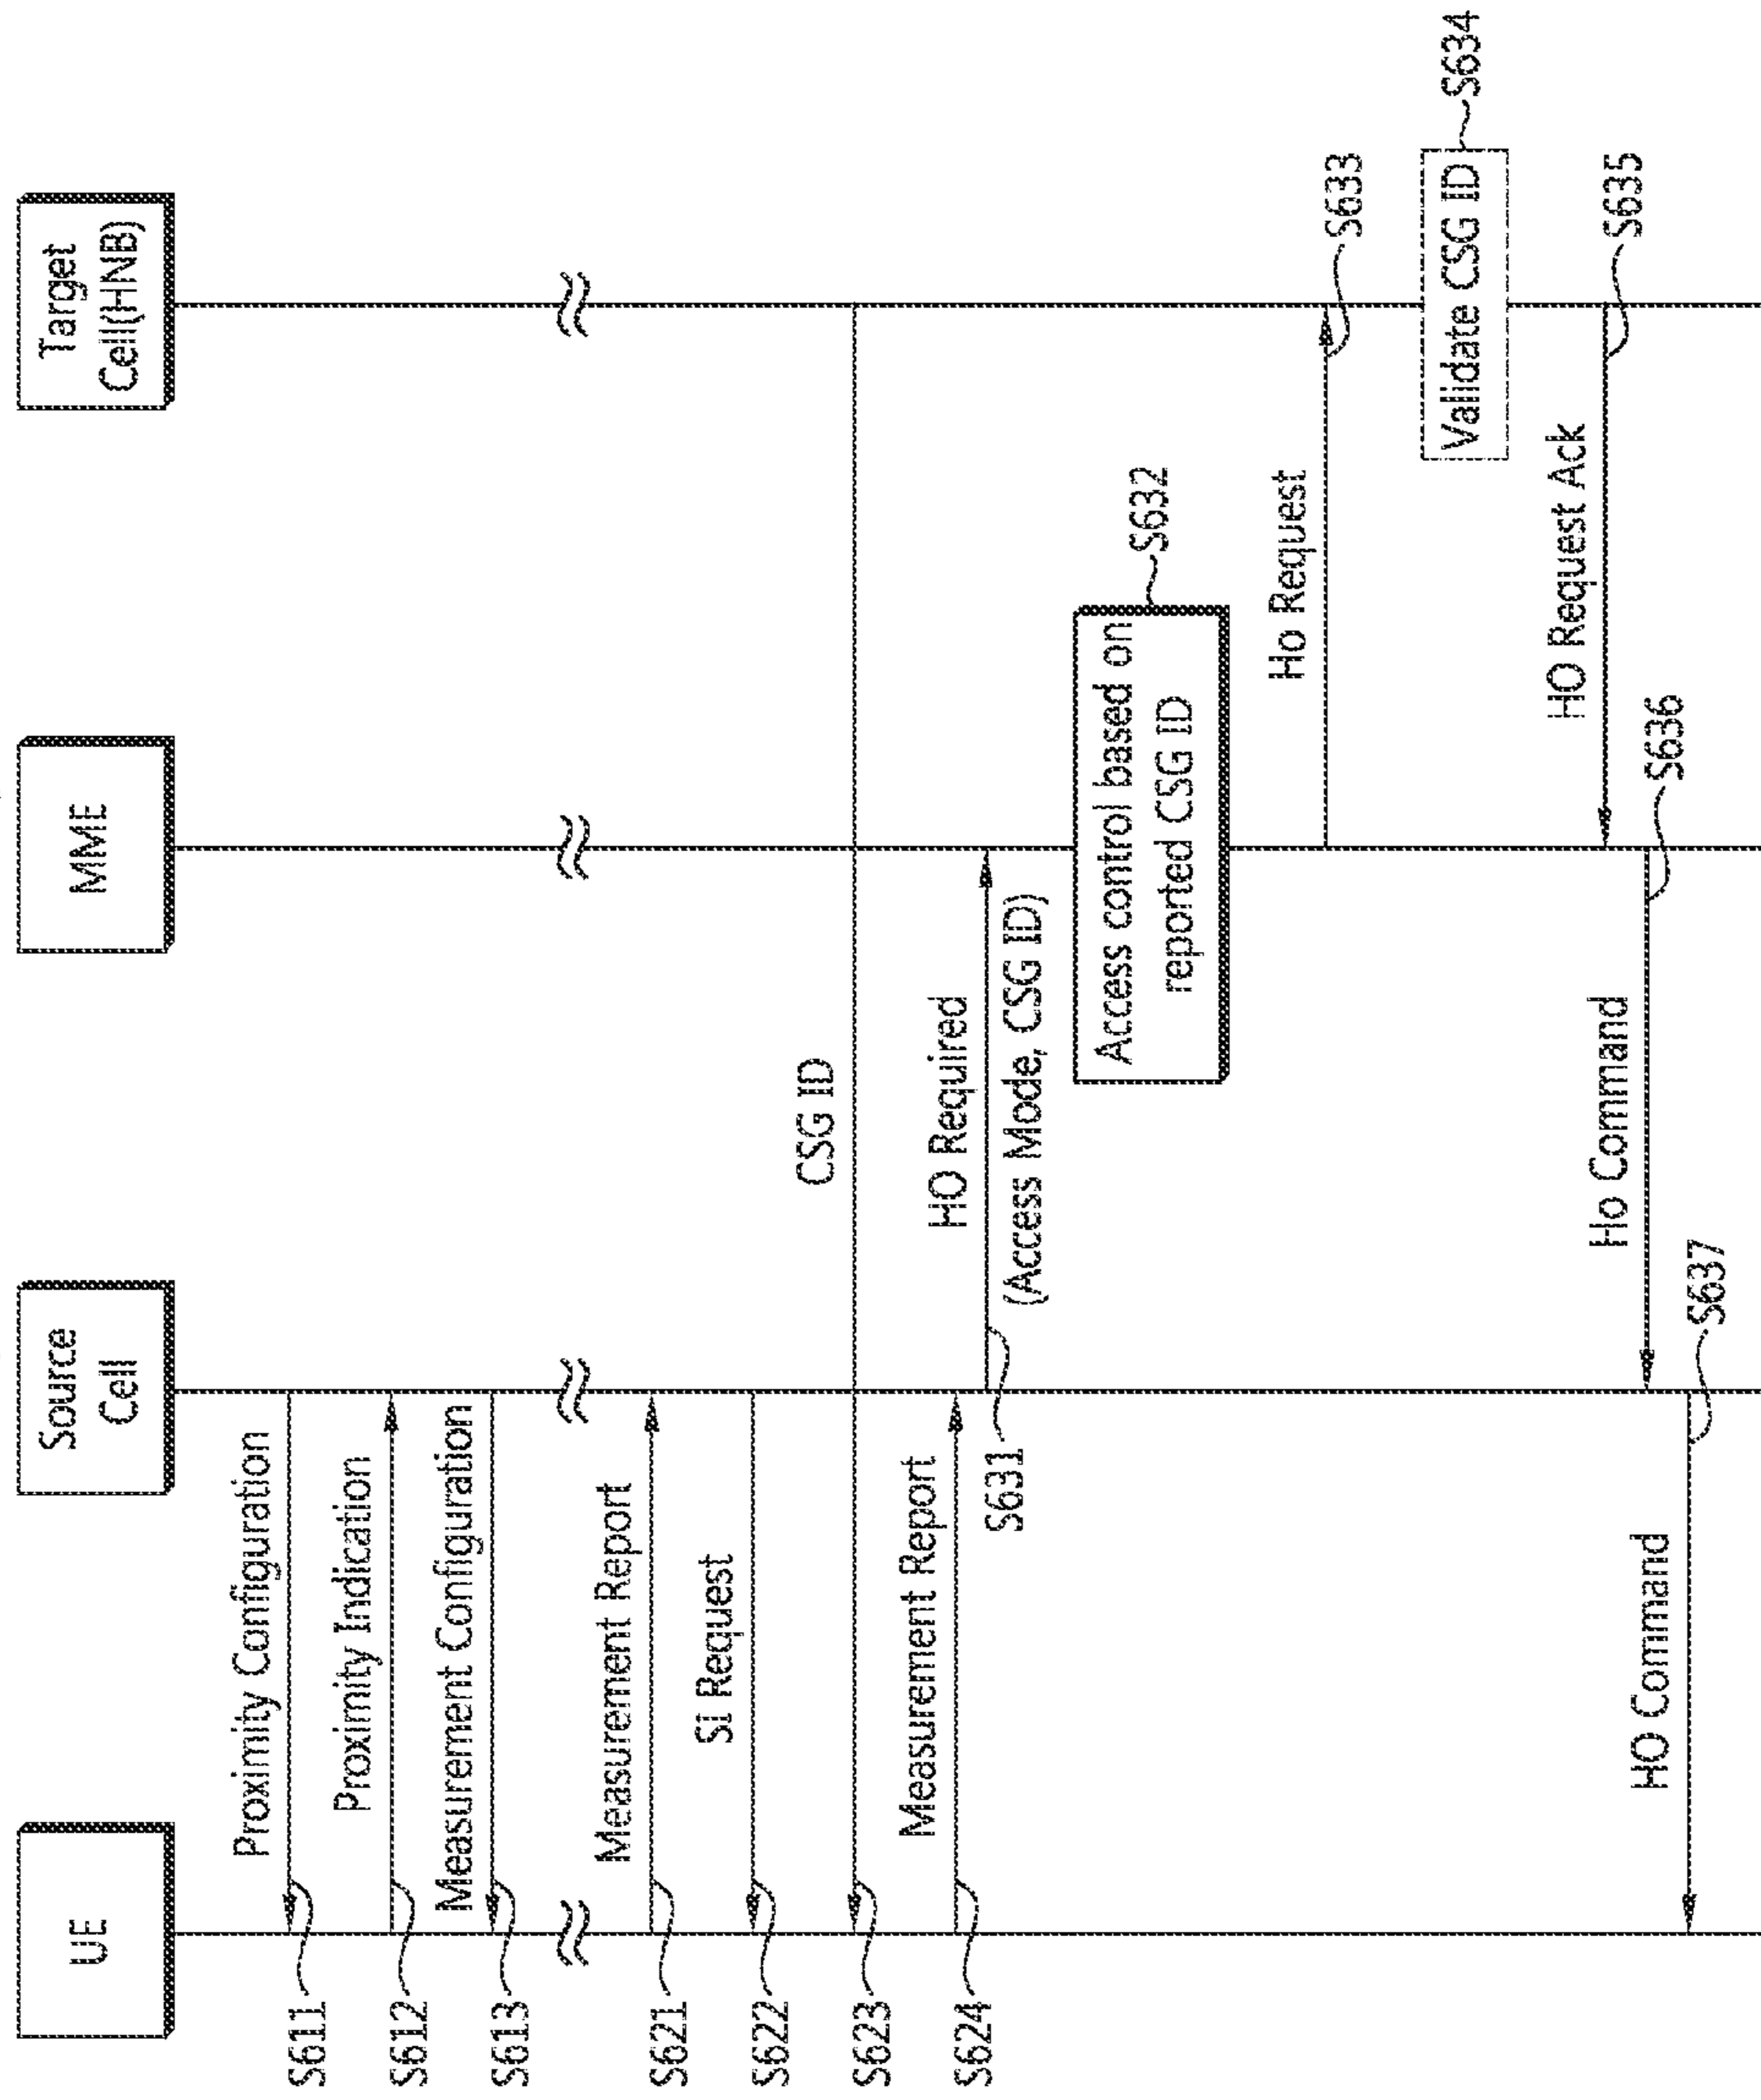 UE
Source
Cell
MME
Target
Cell(HNB)
Proximity Configuration
S611
Proximity Indication
S612
Measurement Configuration
S613
Measurement Report
S621
SI Request
S622
CSG ID
S623
Measurement Report
S624
HO Required
S631
(Access Mode, CSG ID)
Access control based on
reported CSG ID
S632
Ho Request
S633
Validate CSG ID
S634
HO Request Ack
S635
Ho Command
S636
HO Command
S637